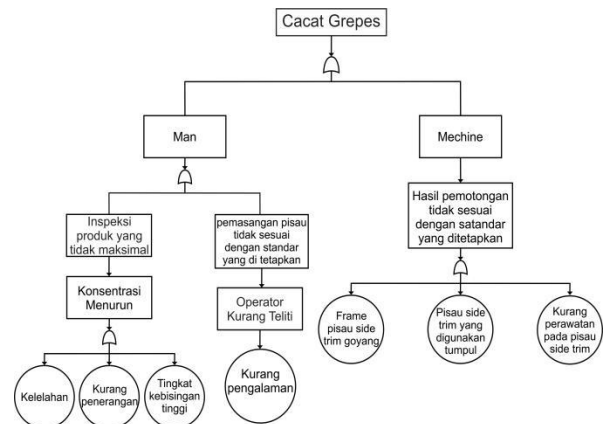 Cacat Grepes
Man
Mechine
Inspeksi
produk yang
tidak maksimal
pemasangan pisau
tidak sesuai
dengan standar
yang di tetapkan
Hasil pemotongan
tidak sesuai
dengan satandar
yang ditetapkan
Konsentrasi
Menurun
Operator
Kurang Teliti
Frame
pisau side
trim goyang
Pisau side
trim yang
digunakan
tumpul
Kurang
perawatan
pada pisau
side trim
Kelelahan
Kurang
penerangan
Tingkat
kebisingan
tinggi
Kurang
pengalaman